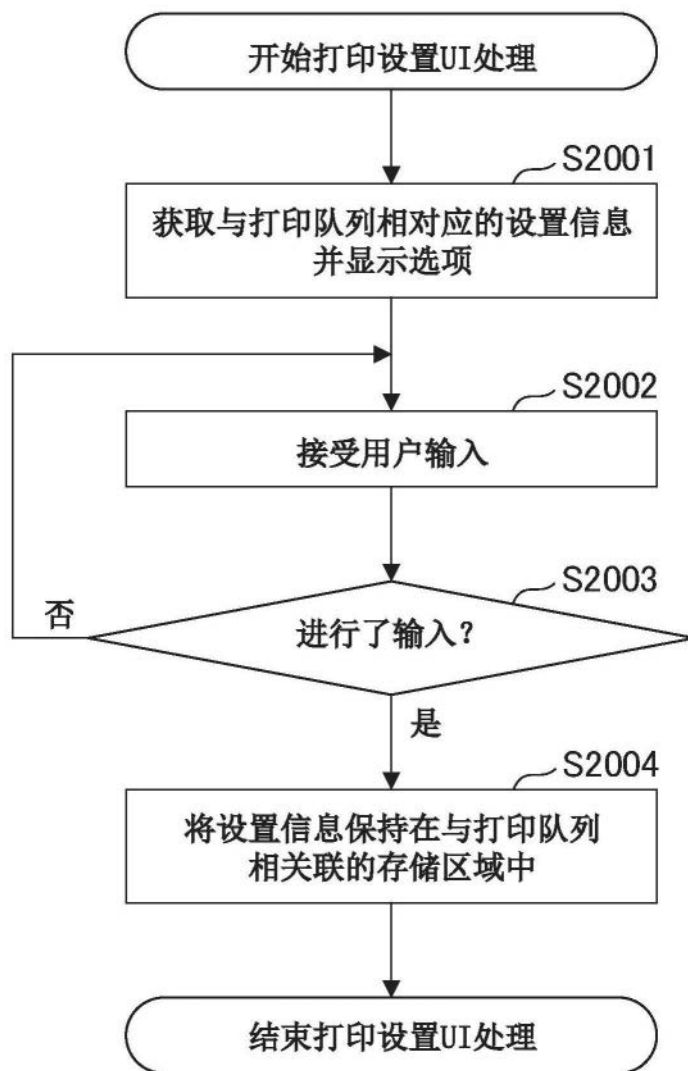 开始打印设置UI处理
S2001
获取与打印队列相对应的设置信息
并显示选项
S2002
接受用户输入
S2003
进行了输入？
否
是
S2004
将设置信息保持在与打印队列
相关联的存储区域中
结束打印设置UI处理